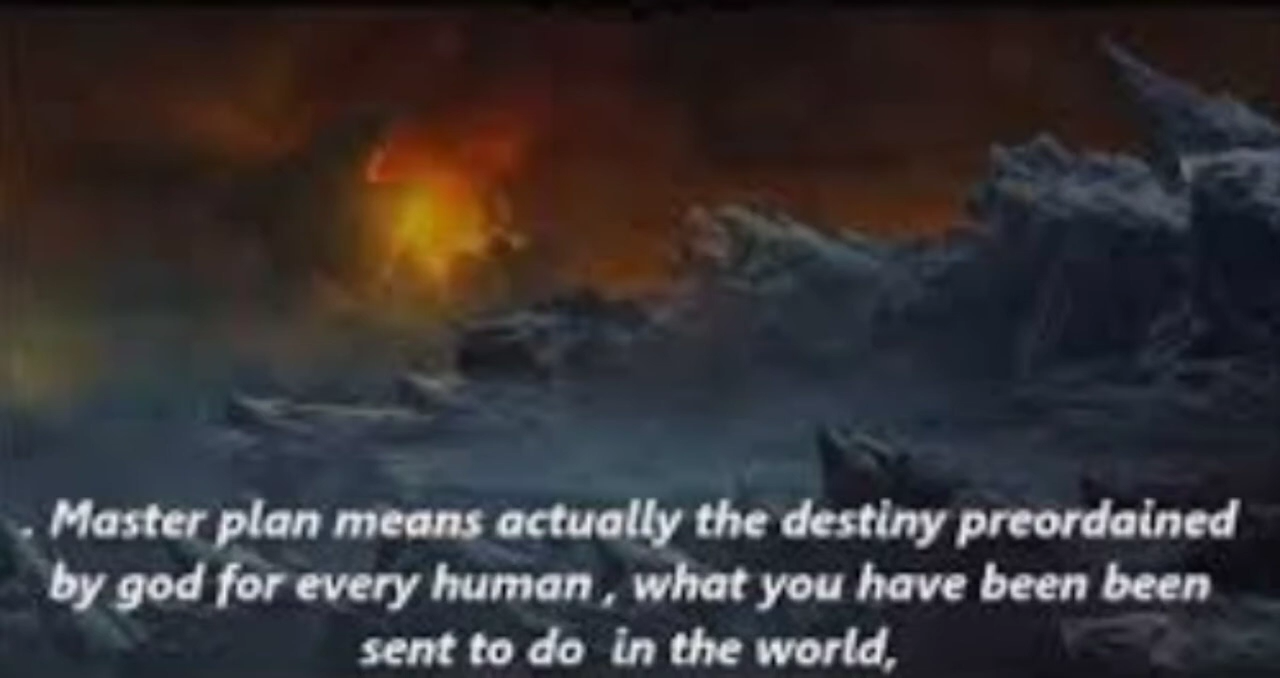 . Master plan means actually the destiny preordained
by god for every human , what you have been been
sent to do  in the world,